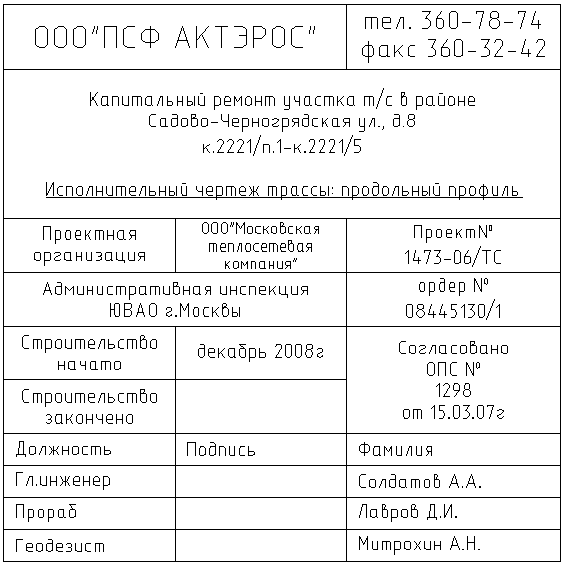 ООО"ПСФ АКТЭРОС"
тел. 360-78-74
факс 360-32-42
Капитальный ремонт участка т/с в районе
Садово-Черногрядская ул., д.8
к.2221/п.1-к.2221/5
Исполнительный чертеж трассы: продольный профиль
Проектная
организация
ООО"Московская
теплосетевая
компания"
Проект№
1473-06/ТС
Административная инспекция
ЮВАО г.Москвы
ордер №
08445130/1
Строительство
начато
декабрь 2008г
Согласовано
ОПС №
1298
от 15.03.07г
Строительство
закончено
Должность
Подпись
Фамилия
Гл.инженер
Солдатов А.А.
Прораб
Лавров Д.И.
Геодезист
Митрохин А.Н.